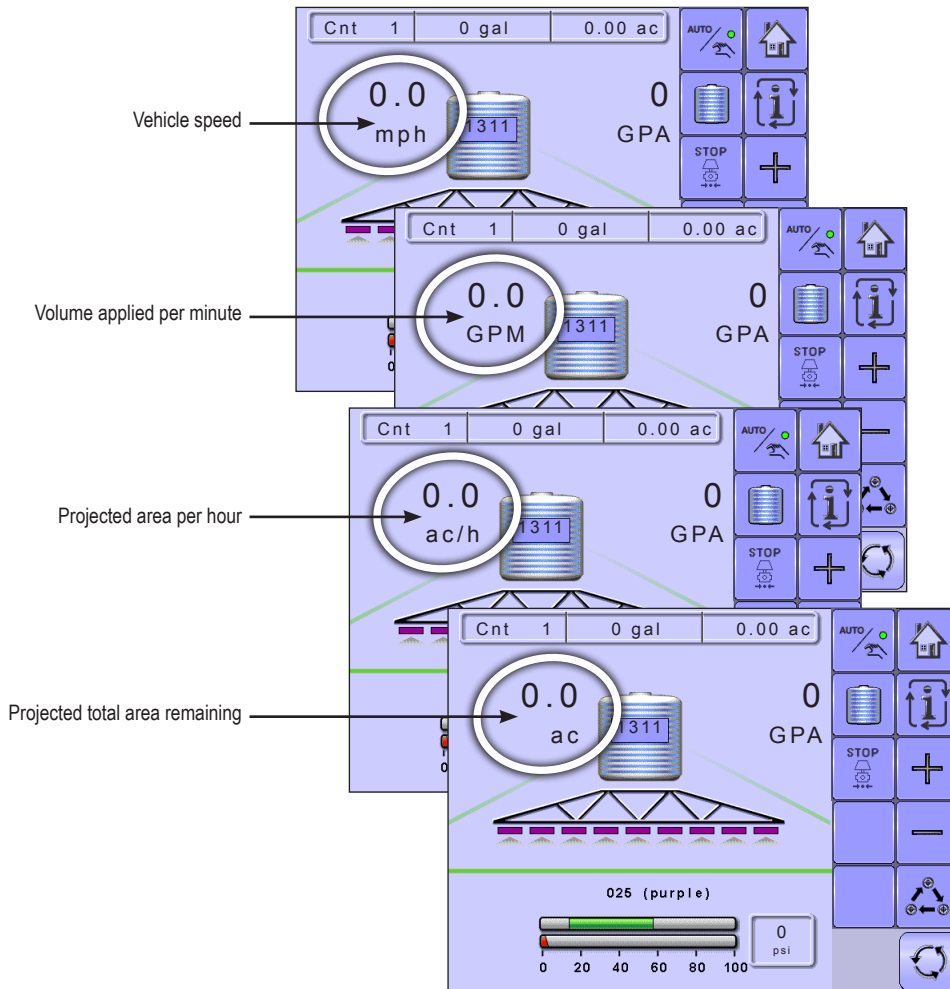 Cnt 1 0 gal 0.00 ac
AUTO
0.0
mph
1311
0
GPA
STOP
Vehicle speed
Cnt 1 0 gal 0.00 ac
AUTO
0.0
GPM
1311
0
GPA
STOP
Volume applied per minute
0
Cnt 1 0 gal 0.00 ac
AUTO
0.0
ac/h
1311
0
GPA
STOP
Projected area per hour
Cnt 1 0 gal 0.00 ac
AUTO
0.0
ac
1311
0
GPA
STOP
Projected total area remaining
0
025 (purple)
0
psi
0 20 40 60 80 100